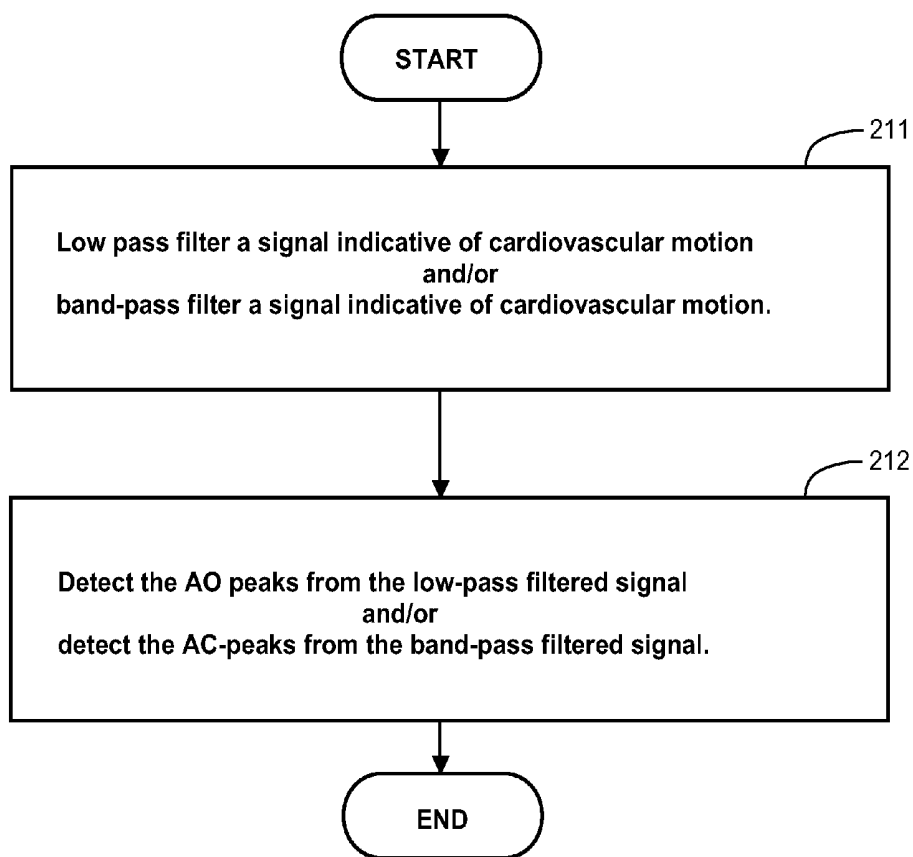 START
211
Low pass filter a signal indicative of cardiovascular motion
and/or
band-pass filter a signal indicative of cardiovascular motion.
212
Detect the AO peaks from the low-pass filtered signal
and/or
detect the AC-peaks from the band-pass filtered signal.
END